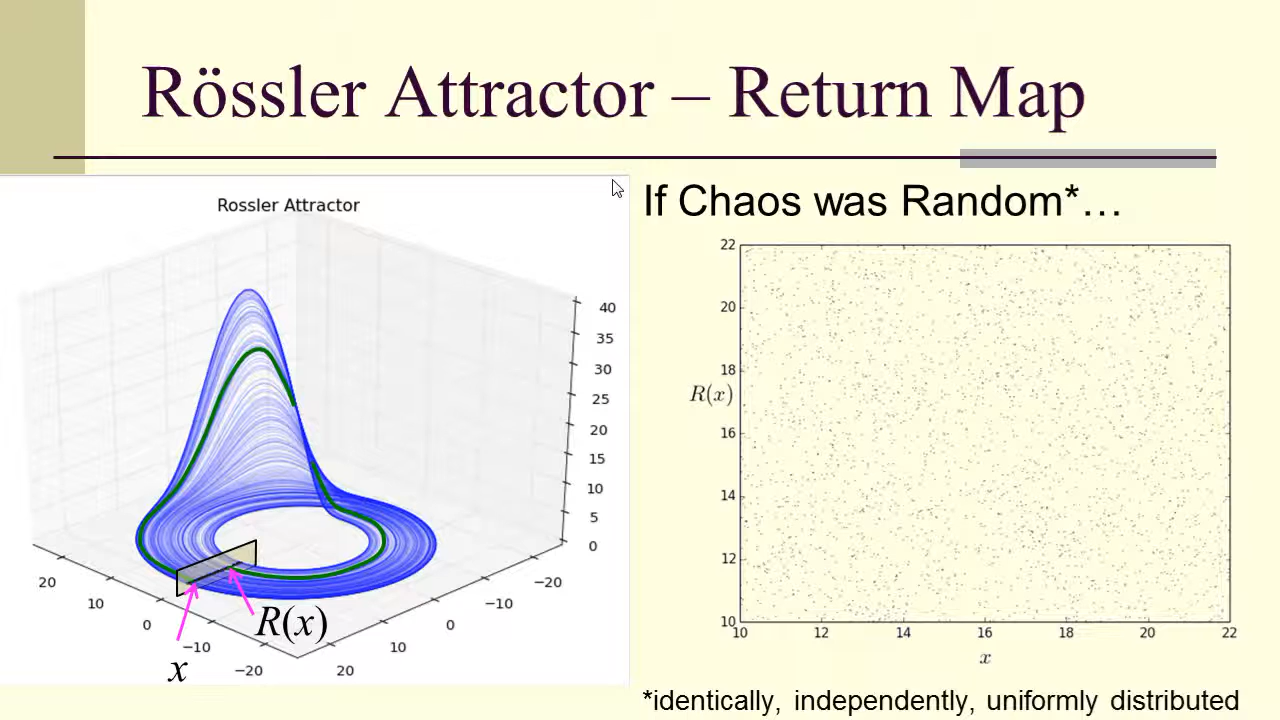 Rössler Attractor – Return Map
Rossler Attractor
40
35
30
25
20
15
10
5
0
20
10
0
−10
−20
−20
−10
0
10
20
x
R(x)
If Chaos was Random*…
22
20
18
16
14
12
10
R(x)
10 12 14 16 18 20 22
x
*identically, independently, uniformly distributed